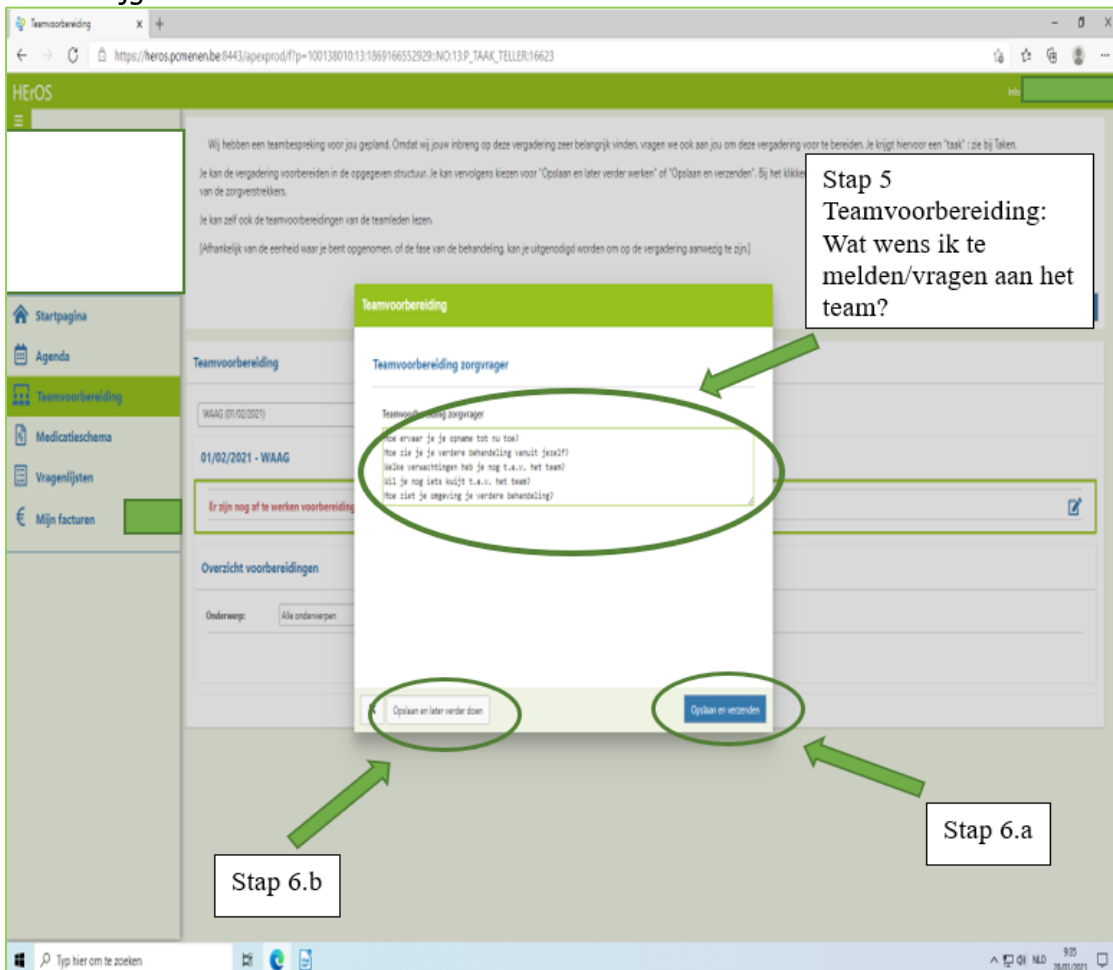 Teamvoorbereiding
https://heros.pcmenen.be:8443/apexprod/f?p=100138010:13:1869166552929::NO:13:P_TAAK_TELLER:16623
HErOS
Info
Wij hebben een teambespreking voor jou gepland. Omdat wij jouw inbreng op deze vergadering zeer belangrijk vinden, vragen we ook aan jou om deze vergadering voor te bereiden. Je krijgt hiervoor een "taak" : zie bij Taken.
Je kan de vergadering voorbereiden in de opgegeven structuur. Je kan vervolgens kiezen voor "Opslaan en later verder werken" of "Opslaan en verzenden". Bij het klikken
van de zorgverstrekkers.
Je kan zelf ook de teamvoorbereidingen van de teamleden lezen.
[Afhankelijk van de eenheid waar je bent opgenomen, of de fase van de behandeling, kan je uitgenodigd worden om op de vergadering aanwezig te zijn.]
Stap 5
Teamvoorbereiding:
Wat wens ik te
melden/vragen aan het
team?
Startpagina
Agenda
Teamvoorbereiding
Medicatieschema
Vragenlijsten
Mijn facturen
Teamvoorbereiding
WAAG (01/02/2021)
01/02/2021 - WAAG
Er zijn nog af te werken voorbereiding
Overzicht voorbereidingen
Onderwerp: Alle onderwerpen
Teamvoorbereiding
Teamvoorbereiding zorgvrager
Teamvoorbereiding zorgvrager
Hoe ervaar je je opname tot nu toe?
Hoe zie je je verdere behandeling vanuit jezelf?
Welke verwachtingen heb je nog t.a.v. het team?
Wil je nog iets kwijt t.a.v. het team?
Hoe ziet je omgeving je verdere behandeling?
Opslaan en later verder doen
Opslaan en verzenden
Stap 6.a
Stap 6.b
Typ hier om te zoeken
NLD
9:35
28/01/2021